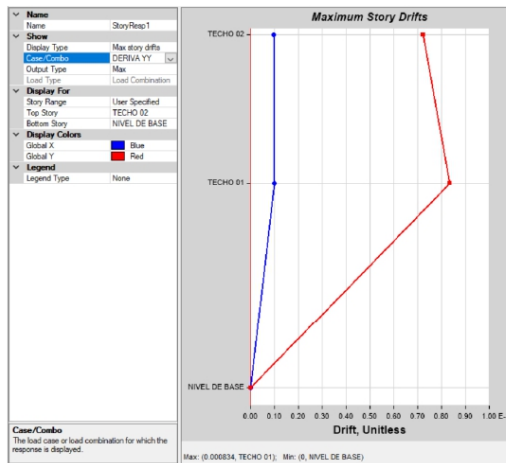 Name
Name StoryResp1
Show
Display Type Max story drifts
Case/Combo DERIVA YY
Output Type Max
Load Type Load Combination
Display For
Story Range User Specified
Top Story TECHO 02
Bottom Story NIVEL DE BASE
Display Colors
Global X Blue
Global Y Red
Legend
Legend Type None
Case/Combo
The load case or load combination for which the
response is displayed.
Maximum Story Drifts
TECHO 02
TECHO 01
NIVEL DE BASE
0.00 0.10 0.20 0.30 0.40 0.50 0.60 0.70 0.80 0.90 1.00 E-
Drift, Unitless
Max: (0.000834, TECHO 01); Min: (0, NIVEL DE BASE)